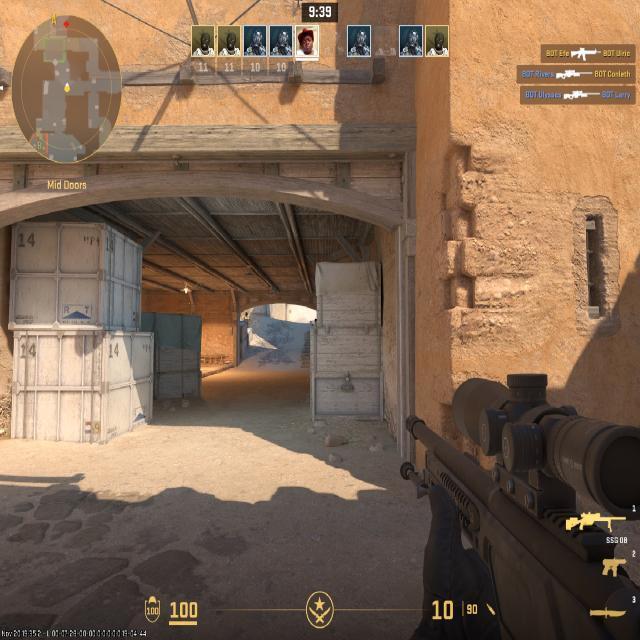 9:39
11 11 10 10
Mid Doors
BOT Efe BOT Ulric
BOT Rivers BOT Conleth
BOT Ulysses BOT Larry
14
14
1
SSG 08
2
3
100 100
10 90